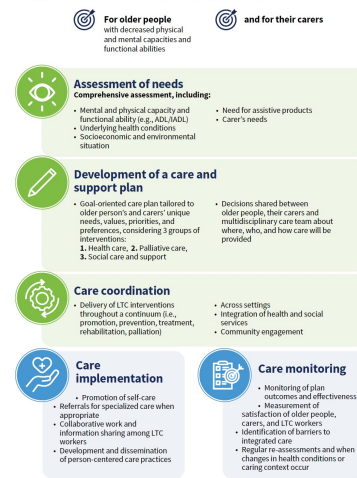 For older people
with decreased physical
and mental capacities and
functional abilities
and for their carers
Assessment of needs
Comprehensive assessment, including:
• Mental and physical capacity and
functional ability (e.g., ADL/IADL)
• Underlying health conditions
• Socioeconomic and environmental
situation
• Need for assistive products
• Carer's needs
Development of a care and
support plan
• Goal-oriented care plan tailored to
older person's and carers' unique
needs, values, priorities, and
preferences, considering 3 groups of
interventions:
1. Health care, 2. Palliative care,
3. Social care and support
• Decisions shared between
older people, their carers and
multidisciplinary care team about
where, who, and how care will be
provided
Care coordination
• Delivery of LTC interventions
throughout a continuum (i.e.,
promotion, prevention, treatment,
rehabilitation, palliation)
• Across settings
• Integration of health and social
services
• Community engagement
Care
implementation
• Promotion of self-care
• Referrals for specialized care when
appropriate
• Collaborative work and
information sharing among LTC
workers
• Development and dissemination
of person-centered care practices
Care monitoring
• Monitoring of plan
outcomes and effectiveness
• Measurement of
satisfaction of older people,
carers, and LTC workers
• Identification of barriers to
integrated care
• Regular re-assessments and when
changes in health conditions or
caring context occur